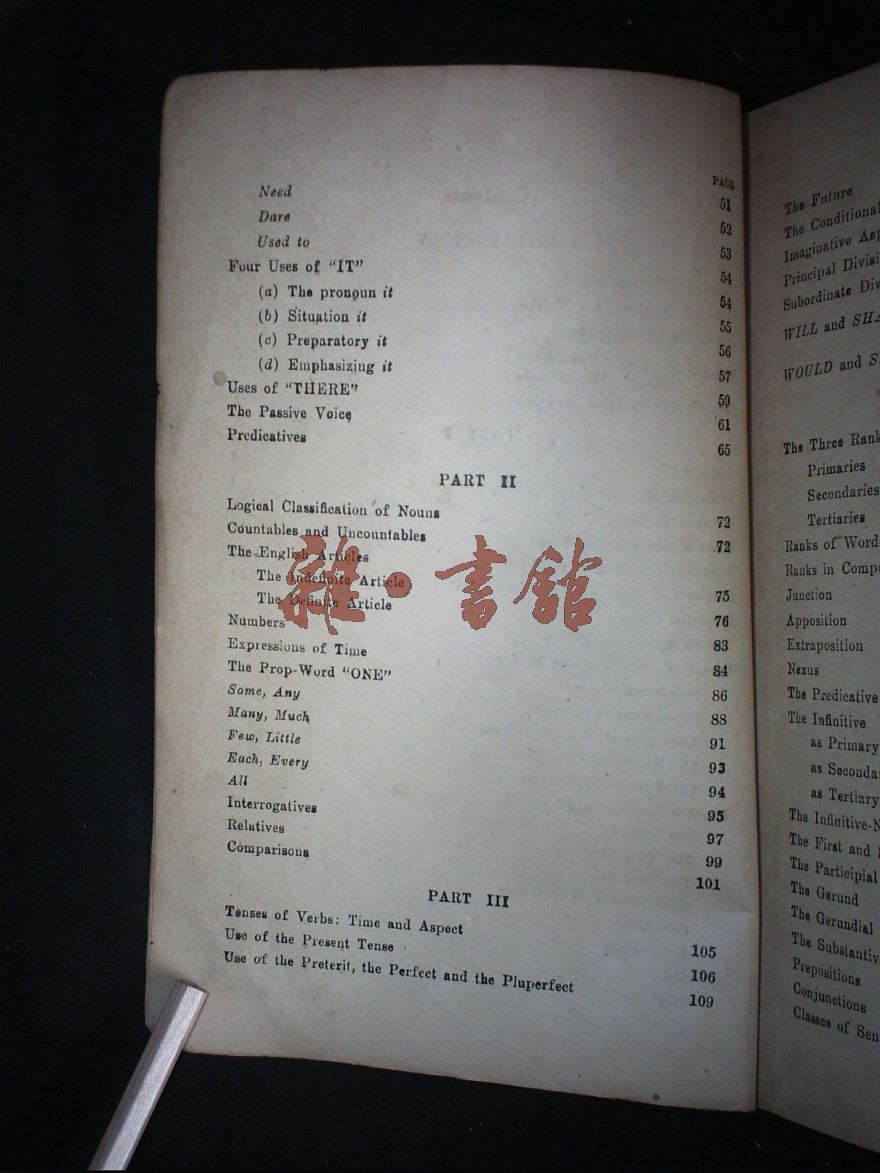 PAGE
Need 51
Dare 52
Used to 53
Four Uses of "IT" 54
(a) The pronoun it 54
(b) Situation it 55
(c) Preparatory it 56
(d) Emphasizing it 57
Uses of "THERE" 59
The Passive Voice 61
Predicatives 65
PART II
Logical Classification of Nouns 72
Countables and Uncountables 72
The English Articles
The Indefinite Article 75
The Definite Article 76
Numbers 83
Expressions of Time 84
The Prop-Word "ONE" 86
Some, Any 88
Many, Much 91
Few, Little 93
Each, Every 94
All 95
Interrogatives 97
Relatives 99
Comparisons 101
PART III
Tenses of Verbs: Time and Aspect 105
Use of the Present Tense 106
Use of the Preterit, the Perfect and the Pluperfect 109
雜·書館
The Future
The Conditional
Imaginative
Principal
Subordinate
WILL and
WOULD and
The Three
Primaries
Secondaries
Tertiaries
Ranks of
Ranks in
Junction
Apposition
Extraposition
Nexus
The Predicative
The Infinitive
as Primary
as
as Tertiary
The
The First and
The Participial
The Gerund
The Gerundial
The
Prepositions
Conjunctions
Classes of